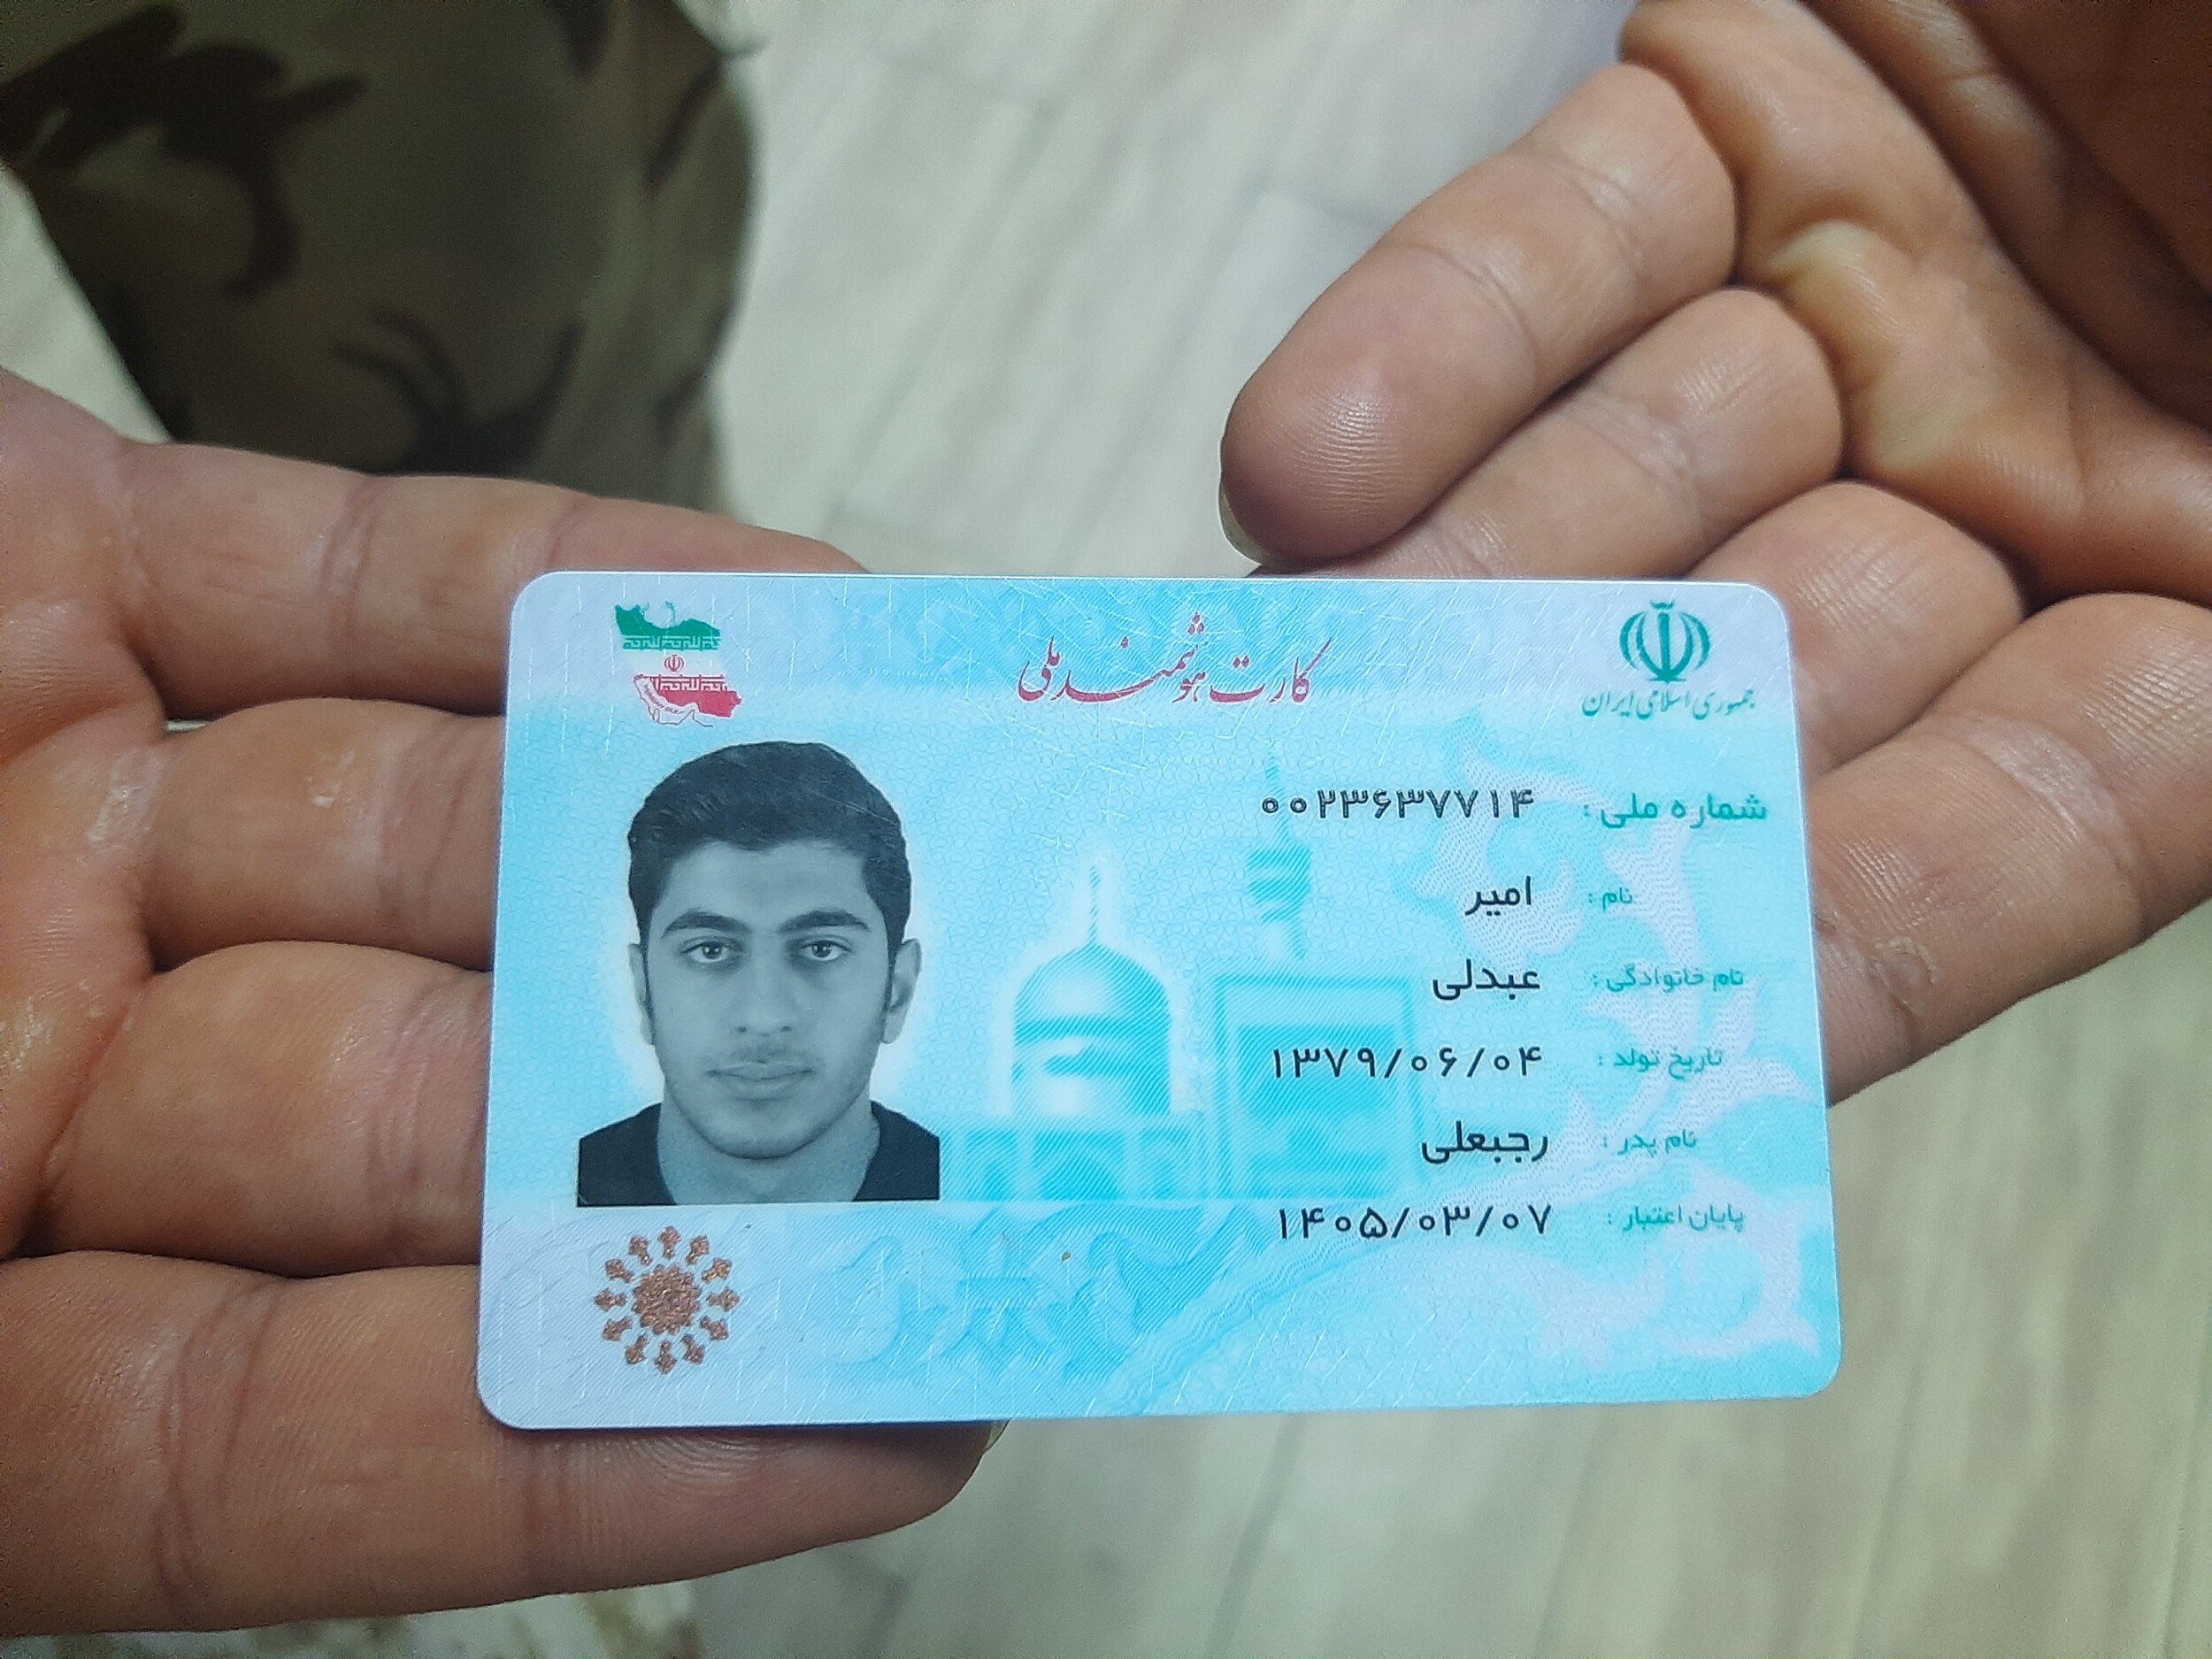 جمهوری اسلامی ایران
کارت هوشمند ملی
شماره ملی : ۰۰۲۳۶۳۷۷۱۴
نام : امیر
نام خانوادگی : عبدلی
تاریخ تولد : ۱۳۷۹/۰۶/۰۴
نام پدر : رجبعلی
پایان اعتبار : ۱۴۰۵/۰۳/۰۷